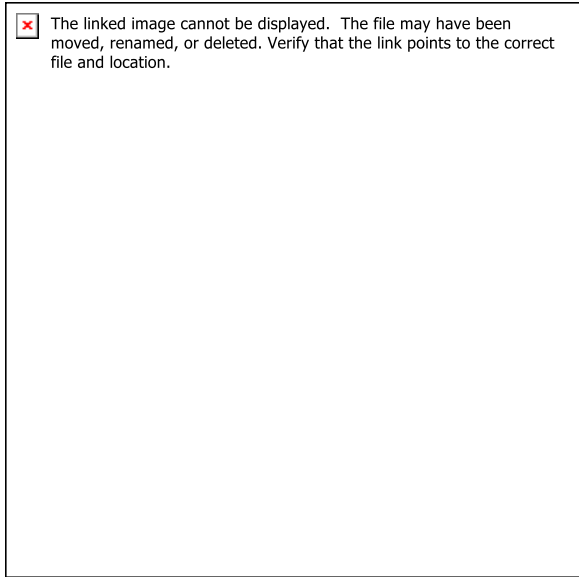 The linked image cannot be displayed.  The file may have been
moved, renamed, or deleted. Verify that the link points to the correct
file and location.